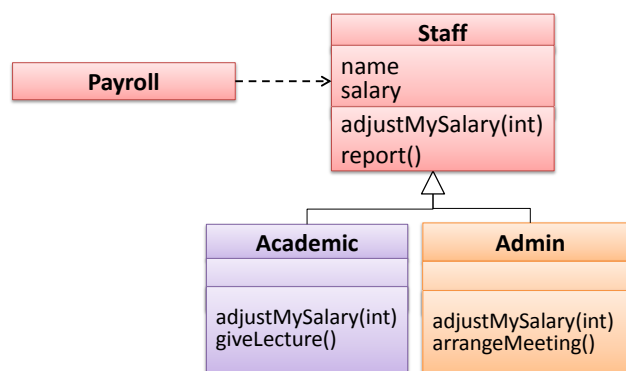 Staff
name
salary
adjustMySalary(int)
report()
Payroll
Academic
adjustMySalary(int)
giveLecture()
Admin
adjustMySalary(int)
arrangeMeeting()